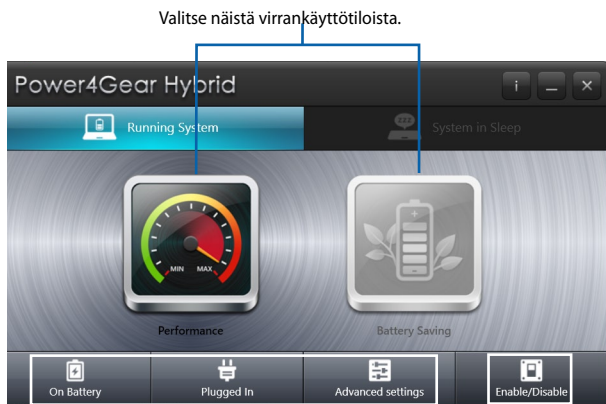 Valitse näistä virrankäyttötiloista.
Power4Gear Hybrid
i
Running System
zzz
System in Sleep
MIN MAX
Performance
Battery Saving
On Battery
Plugged In
Advanced settings
Enable/Disable